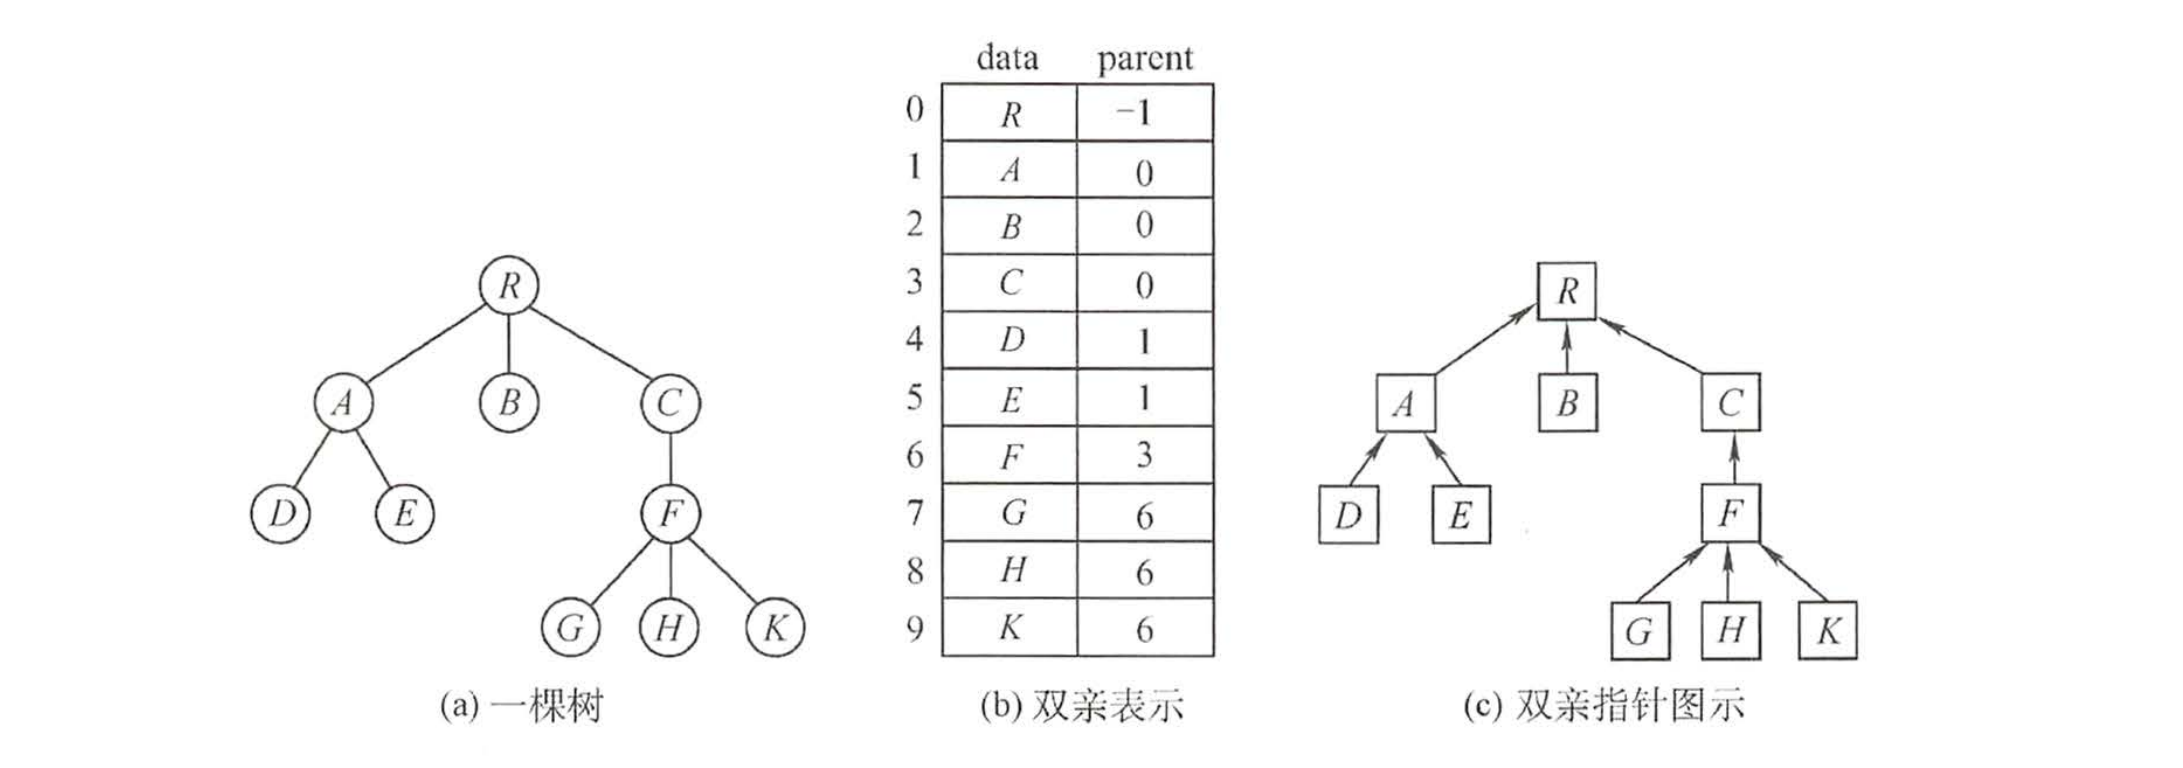 R
A B C
D E F
G H K
(a) 一棵树
data parent
0 R −1
1 A 0
2 B 0
3 C 0
4 D 1
5 E 1
6 F 3
7 G 6
8 H 6
9 K 6
(b) 双亲表示
R
A B C
D E F
G H K
(c) 双亲指针图示